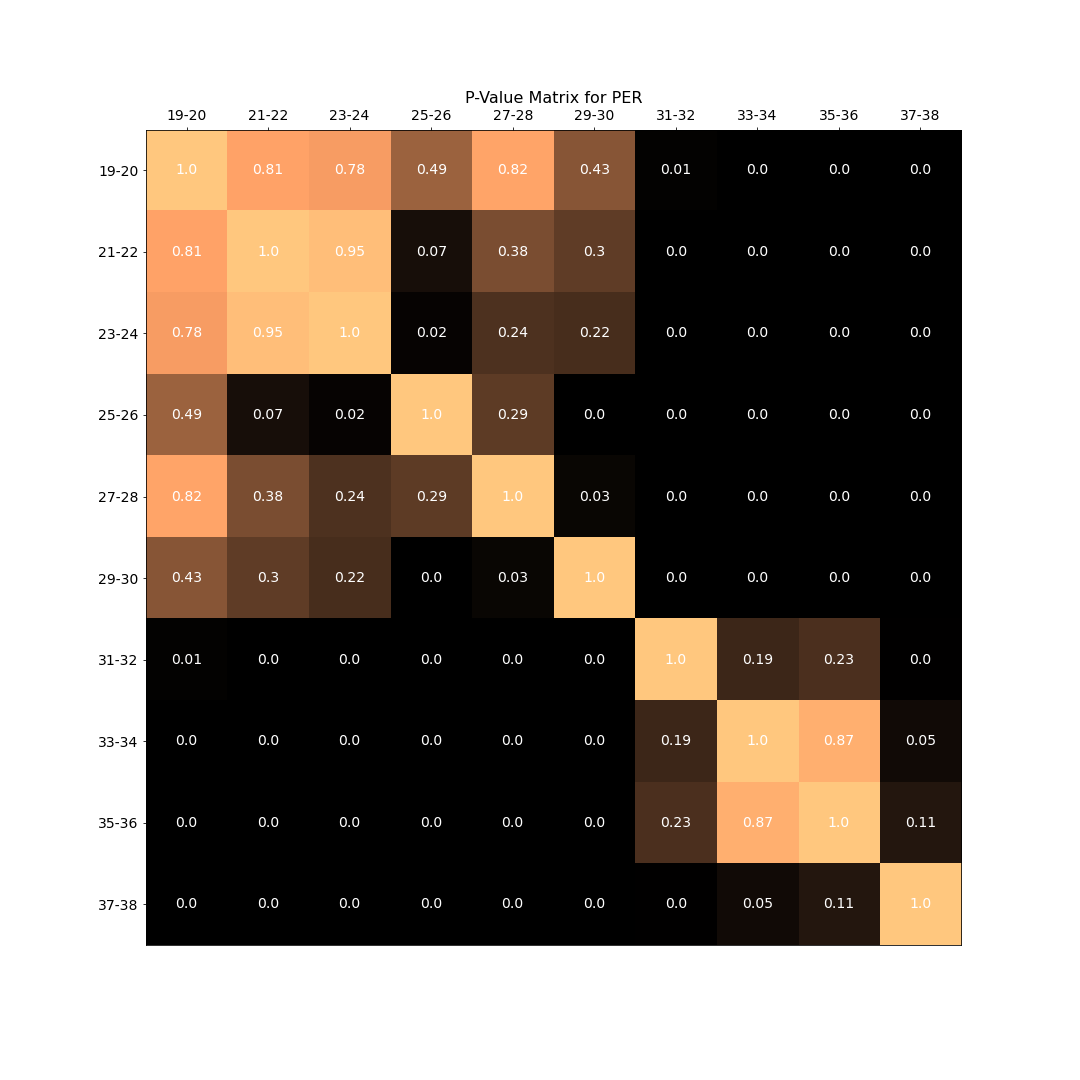 P-Value Matrix for PER
19-20 21-22 23-24 25-26 27-28 29-30 31-32 33-34 35-36 37-38
19-20 1.0 0.81 0.78 0.49 0.82 0.43 0.01 0.0 0.0 0.0
21-22 0.81 1.0 0.95 0.07 0.38 0.3 0.0 0.0 0.0 0.0
23-24 0.78 0.95 1.0 0.02 0.24 0.22 0.0 0.0 0.0 0.0
25-26 0.49 0.07 0.02 1.0 0.29 0.0 0.0 0.0 0.0 0.0
27-28 0.82 0.38 0.24 0.29 1.0 0.03 0.0 0.0 0.0 0.0
29-30 0.43 0.3 0.22 0.0 0.03 1.0 0.0 0.0 0.0 0.0
31-32 0.01 0.0 0.0 0.0 0.0 0.0 1.0 0.19 0.23 0.0
33-34 0.0 0.0 0.0 0.0 0.0 0.0 0.19 1.0 0.87 0.05
35-36 0.0 0.0 0.0 0.0 0.0 0.0 0.23 0.87 1.0 0.11
37-38 0.0 0.0 0.0 0.0 0.0 0.0 0.0 0.05 0.11 1.0